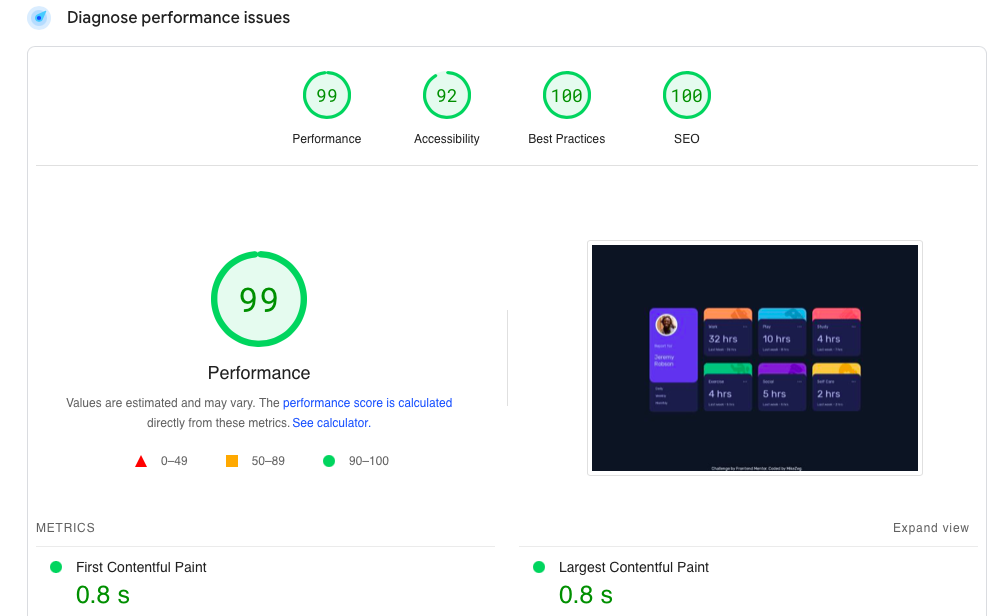 Diagnose performance issues
99 92 100 100
Performance Accessibility Best Practices SEO
99
Performance
Values are estimated and may vary. The performance score is calculated
directly from these metrics. See calculator.
0–49 50–89 90–100
Report for
Jeremy
Robson
Work
32 hrs
Play
10 hrs
Study
4 hrs
Exercise
4 hrs
Social
5 hrs
Self Care
2 hrs
Challenge by Frontend Mentor. Coded by
METRICS
Expand view
First Contentful Paint
0.8 s
Largest Contentful Paint
0.8 s